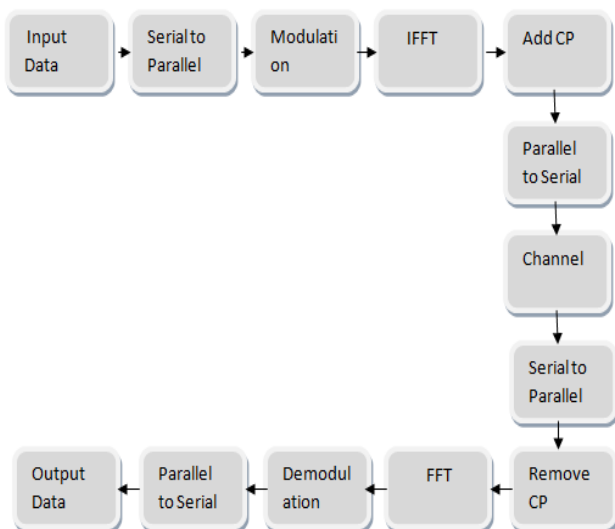 Input
Data
Serial to
Parallel
Modulati
on
IFFT
Add CP
Parallel
to Serial
Channel
Serial to
Parallel
Remove
CP
FFT
Demodul
ation
Parallel
to Serial
Output
Data